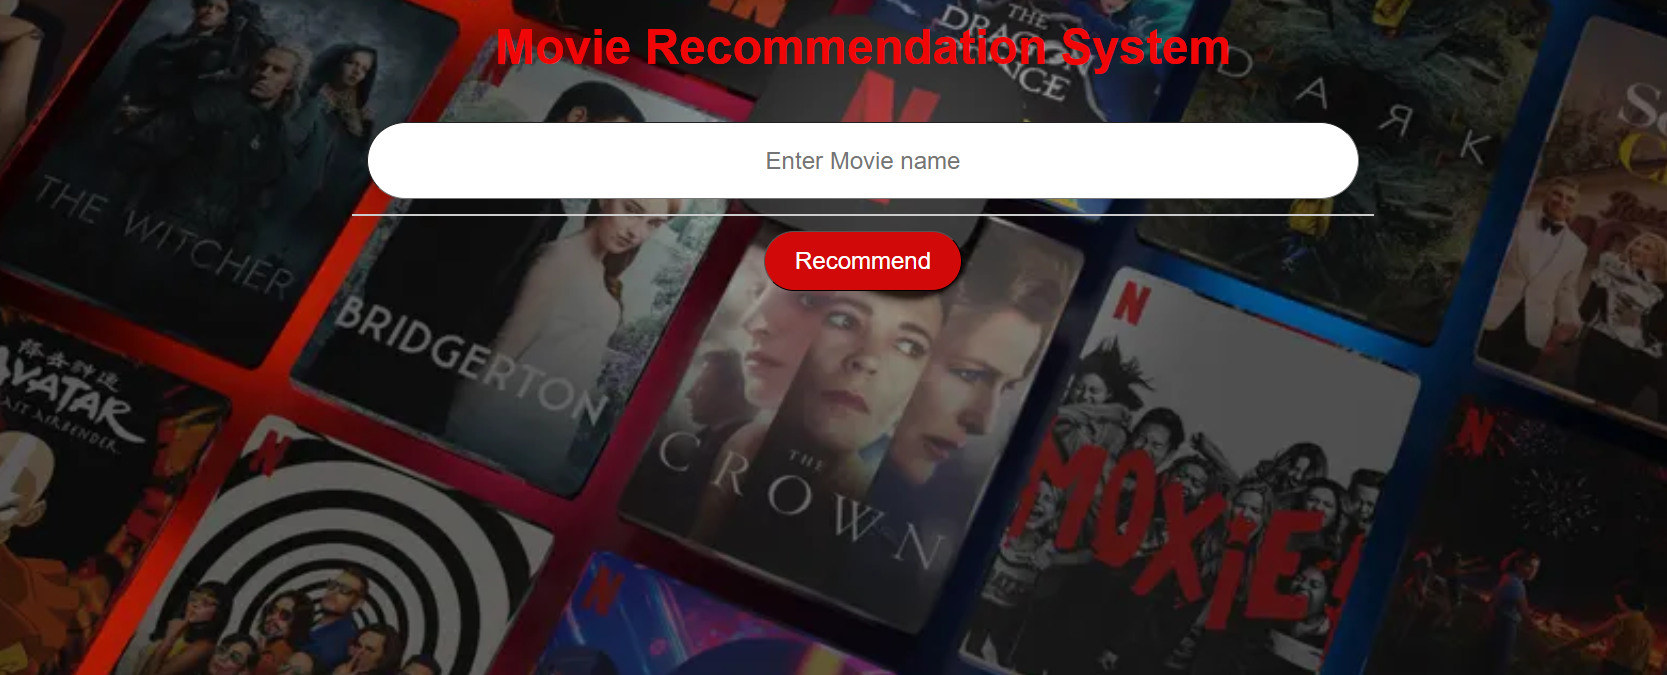 Movie Recommendation System
THE
DRAGON
PRINCE
DARK
Enter Movie name
THE WITCHER
Recommend
BRIDGERTON
AVATAR
THE
CROWN
MOXiE!
N
N
N
N
N